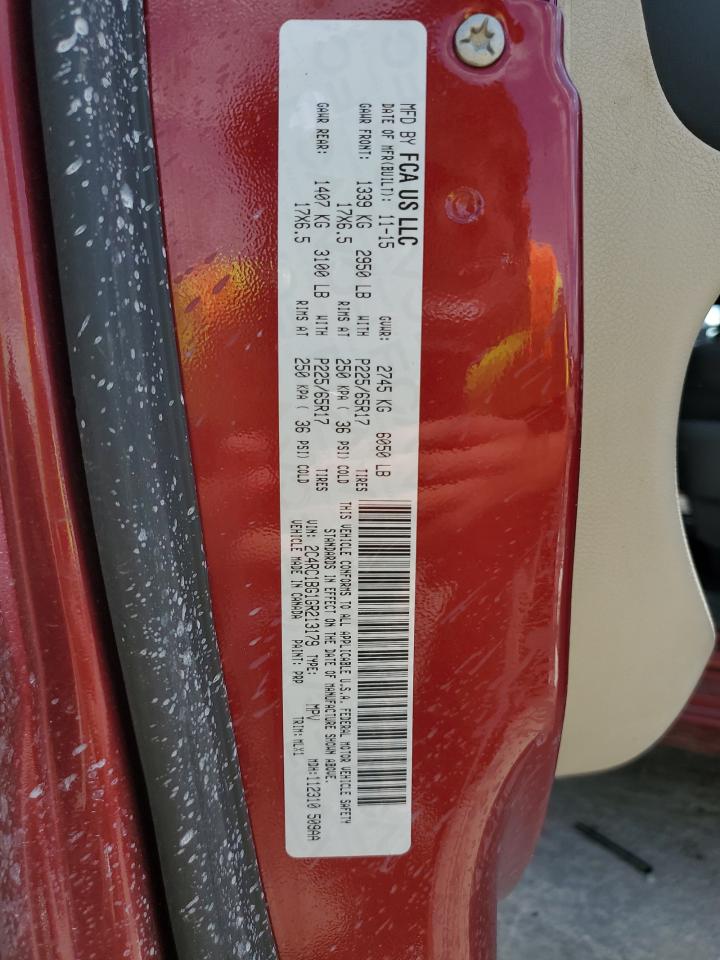 MFD BY FCA US LLC
DATE OF MFR(BUILT): 11-15 GVWR: 2745 KG 6050 LB
GAWR FRONT: 1339 KG 2950 LB WITH P225/65R17 TIRES
17X6.5 RIMS AT 250 KPA ( 36 PSI) COLD
GAWR REAR: 1407 KG 3100 LB WITH P225/65R17 TIRES
17X6.5 RIMS AT 250 KPA ( 36 PSI) COLD
THIS VEHICLE CONFORMS TO ALL APPLICABLE U.S.A. FEDERAL MOTOR VEHICLE SAFETY
STANDARDS IN EFFECT ON THE DATE OF MANUFACTURE SHOWN ABOVE.
VIN: 2C4RC1BG1GR213179 TYPE: MPV MDH:112310 509AA
VEHICLE MADE IN CANADA PAINT: PRP TRIM:MLX1